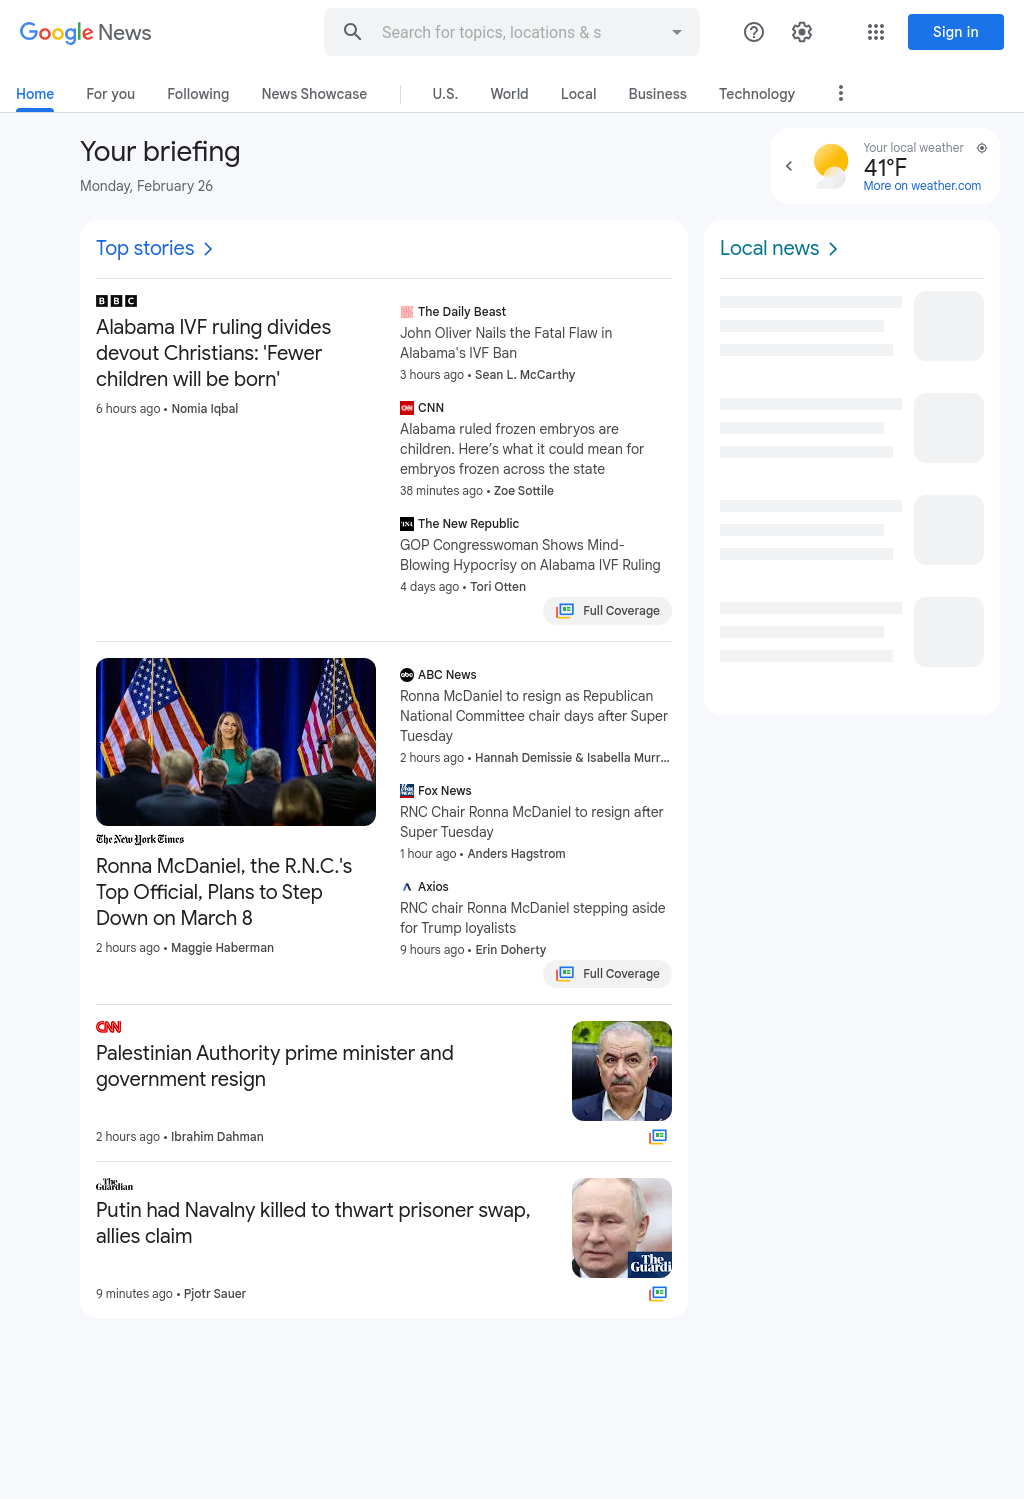 Google News
Search for topics, locations & s
Sign in
Home
For you
Following
News Showcase
U.S.
World
Local
Business
Technology
Your briefing
Monday, February 26
Your local weather
41°F
More on weather.com
Top stories
BBC
Alabama IVF ruling divides
devout Christians: 'Fewer
children will be born'
6 hours ago • Nomia Iqbal
The Daily Beast
John Oliver Nails the Fatal Flaw in
Alabama's IVF Ban
3 hours ago • Sean L. McCarthy
CNN
CNN
Alabama ruled frozen embryos are
children. Here’s what it could mean for
embryos frozen across the state
38 minutes ago • Zoe Sottile
TNR
The New Republic
GOP Congresswoman Shows Mind-
Blowing Hypocrisy on Alabama IVF Ruling
4 days ago • Tori Otten
Full Coverage
The New York Times
Ronna McDaniel, the R.N.C.'s
Top Official, Plans to Step
Down on March 8
2 hours ago • Maggie Haberman
abc
ABC News
Ronna McDaniel to resign as Republican
National Committee chair days after Super
Tuesday
2 hours ago • Hannah Demissie & Isabella Murr...
FOX NEWS
Fox News
RNC Chair Ronna McDaniel to resign after
Super Tuesday
1 hour ago • Anders Hagstrom
Axios
RNC chair Ronna McDaniel stepping aside
for Trump loyalists
9 hours ago • Erin Doherty
Full Coverage
CNN
Palestinian Authority prime minister and
government resign
2 hours ago • Ibrahim Dahman
The Guardian
Putin had Navalny killed to thwart prisoner swap,
allies claim
The Guardi
9 minutes ago • Pjotr Sauer
Local news